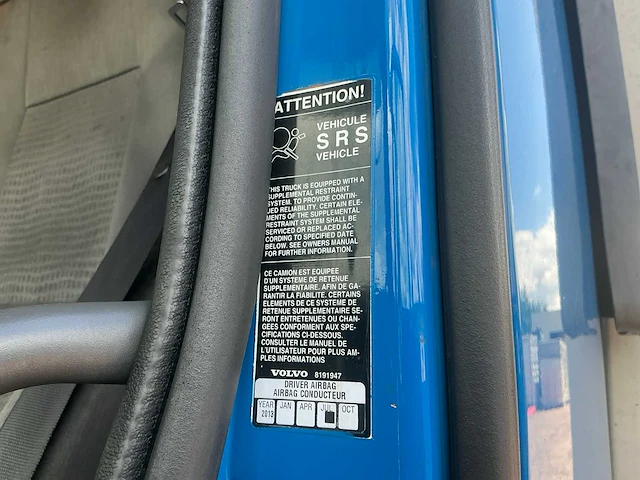 ATTENTION!
VEHICULE
SRS
VEHICLE
THIS TRUCK IS EQUIPPED WITH A
SUPPLEMENTAL RESTRAINT
SYSTEM. TO PROVIDE CONTIN-
UED RELIABILITY. CERTAIN ELE-
MENTS OF THE SUPPLEMENTAL
RESTRAINT SYSTEM SHALL BE
SERVICED OR REPLACED AC-
CORDING TO SPECIFIED DATE
BELOW. SEE OWNERS MANUAL
FOR FURTHER INFORMATION.
CE CAMION EST EQUIPEE
D'UN SYSTEME DE RETENUE
SUPPLEMENTAIRE. AFIN DE GA-
RANTIR LA FIABILITE. CERTAINS
ELEMENTS DE CE SYSTEME DE
RETENUE SUPPLEMENTAIRE SE-
RONT ENTRETENUS OU CHAN-
GEES CONFORMENT AUX SPE-
CIFICATIONS CI-DESSOUS.
CONSULTER LE MANUEL DE
L'UTILISATEUR POUR PLUS AM-
PLES INFORMATIONS
VOLVO 8191947
DRIVER AIRBAG
AIRBAG CONDUCTEUR
YEAR JAN APR JUL OCT
2013